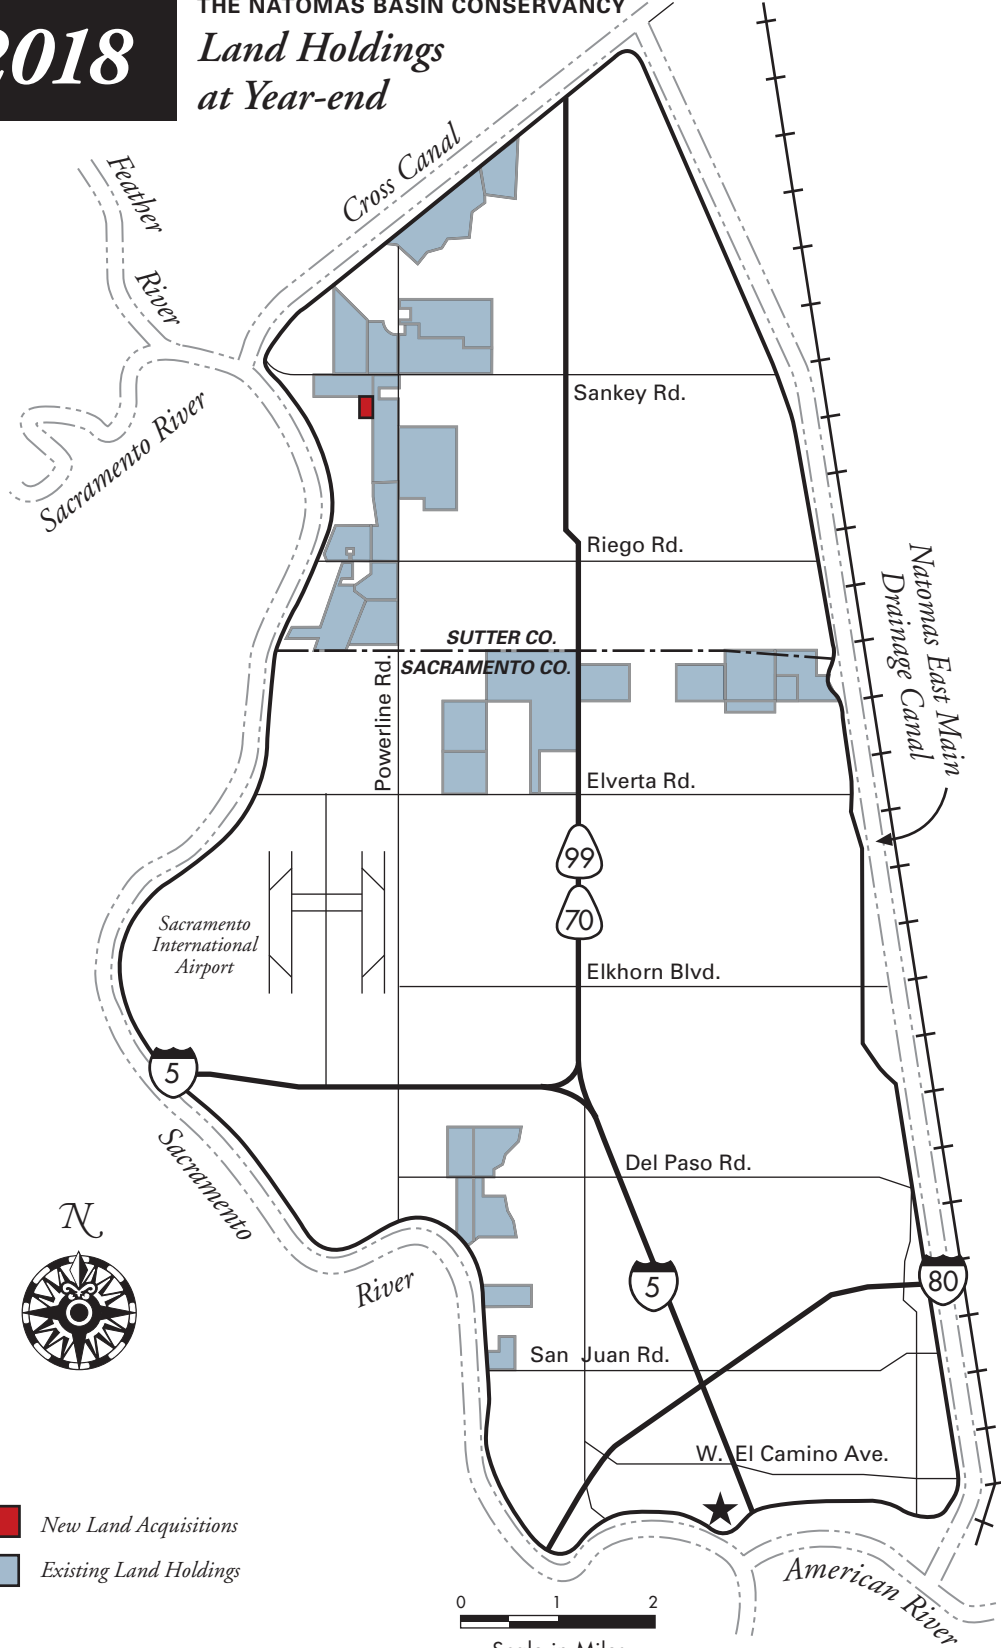 2018
THE NATOMAS BASIN CONSERVANCY
Land Holdings
at Year-end
Cross Canal
Feather
River
Sacramento River
Sankey Rd.
Riego Rd.
SUTTER CO.
SACRAMENTO CO.
Powerline Rd.
Natomas East Main
Drainage Canal
Elverta Rd.
99
70
Sacramento
International
Airport
Elkhorn Blvd.
5
Sacramento
River
Del Paso Rd.
N
5
80
San Juan Rd.
W. El Camino Ave.
New Land Acquisitions
Existing Land Holdings
American River
0 1 2
Scale in Miles